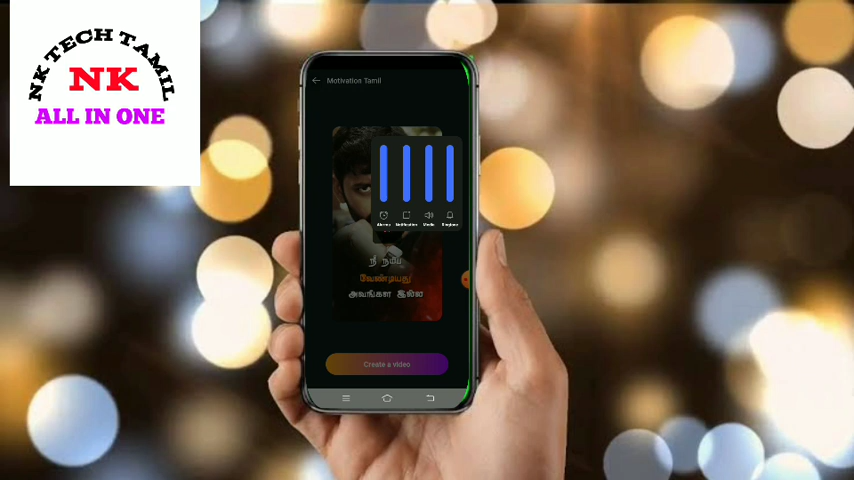 NK TECH TAMIL
NK
ALL IN ONE
Motivation Tamil
Alarms Notification Media Ringtone
நீ நம்ப
வேண்டியது
அவங்கள இல்ல
Create a video